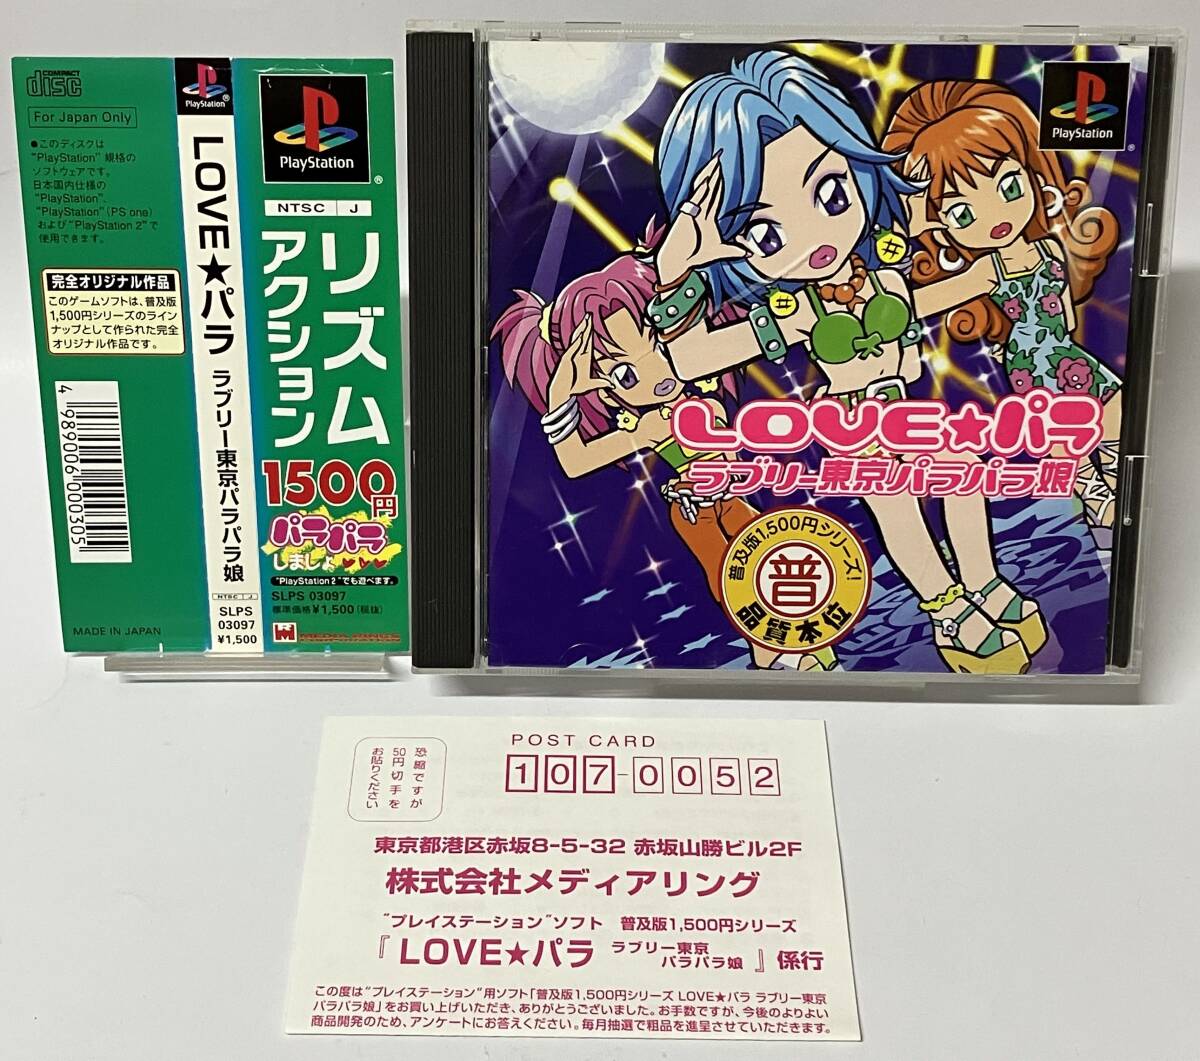 COMPACT
disc
For Japan Only
●このディスクは
"PlayStation" 規格の
ソフトウェアです。
日本国内仕様の
"PlayStation"、
"PlayStation"(PS one)
および"PlayStation 2"で
使用できます。
完全オリジナル作品
このゲームソフトは、普及版
1,500円シリーズのライン
ナップとして作られた完全
オリジナル作品です。
4 989006 000305
MADE IN JAPAN
PlayStation
LOVE★パラ ラブリー東京パラパラ娘
NTSC J
SLPS
03097
¥1,500
PlayStation
NTSC J
リズム
アクション
1500円
パラパラ
しましょ
"PlayStation 2"でも遊べます。
SLPS 03097
標準価格¥1,500(税抜)
MEDIA RINGS
PlayStation
LOVE★パラ
ラブリー東京パラパラ娘
普及版1,500円シリーズ!
普
品質本位
恐縮ですが
50円切手を
お貼りください
POST CARD
107-0052
東京都港区赤坂8-5-32 赤坂山勝ビル2F
株式会社メディアリング
"プレイステーション"ソフト 普及版1,500円シリーズ
『LOVE★パラ ラブリー東京パラパラ娘』係行
この度は"プレイステーション"用ソフト「普及版1,500円シリーズ LOVE★パラ ラブリー東京
パラパラ娘」をお買い上げいただき、ありがとうございました。お手数ですが、今後のよりよい
商品開発のため、アンケートにお答えください。毎月抽選で粗品を進呈させていただきます。